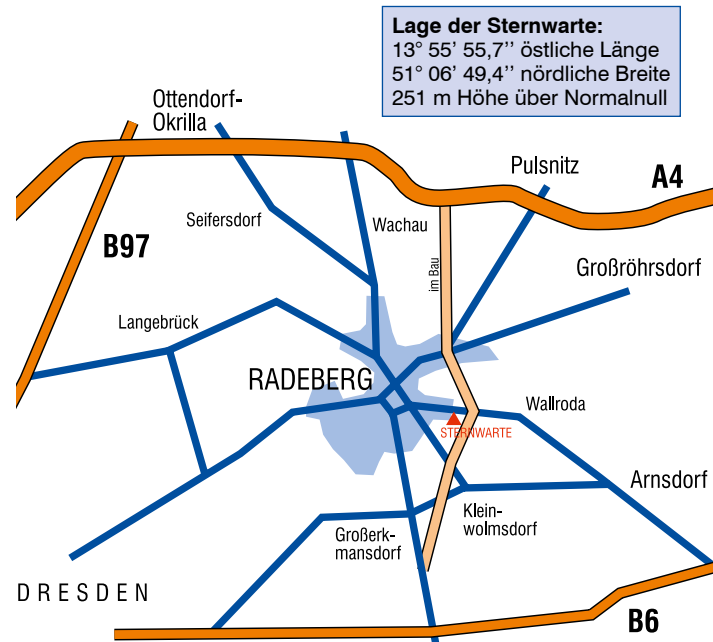 Lage der Sternwarte:
13° 55’ 55,7’’ östliche Länge
51° 06’ 49,4’’ nördliche Breite
251 m Höhe über Normalnull
Ottendorf-
Okrilla
Pulsnitz
A4
Seifersdorf
Wachau
B97
im Bau
Großröhrsdorf
Langebrück
RADEBERG
Wallroda
STERNWARTE
Arnsdorf
Klein-
wolmsdorf
Großerk-
mansdorf
DRESDEN
B6